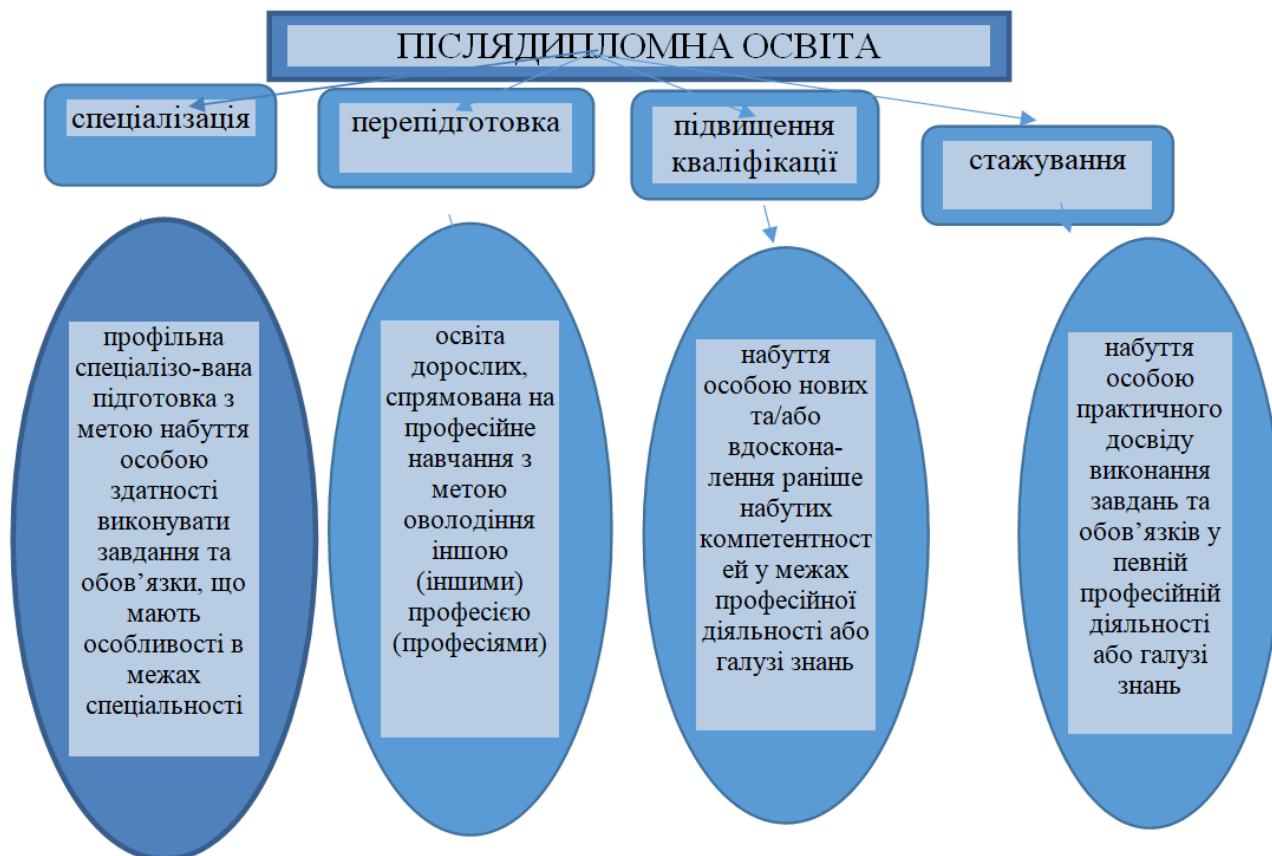 ПІСЛЯДИПЛОМНА ОСВІТА
спеціалізація
перепідготовка
підвищення
кваліфікації
стажування
профільна
спеціалізо-вана
підготовка з
метою набуття
особою
здатності
виконувати
завдання та
обов’язки, що
мають
особливості в
межах
спеціальності
освіта
дорослих,
спрямована на
професійне
навчання з
метою
оволодіння
іншою
(іншими)
професією
(професіями)
набуття
особою нових
та/або
вдоскона-
лення раніше
набутих
компетентност
ей у межах
професійної
діяльності або
галузі знань
набуття
особою
практичного
досвіду
виконання
завдань та
обов’язків у
певній
професійній
діяльності
або галузі
знань